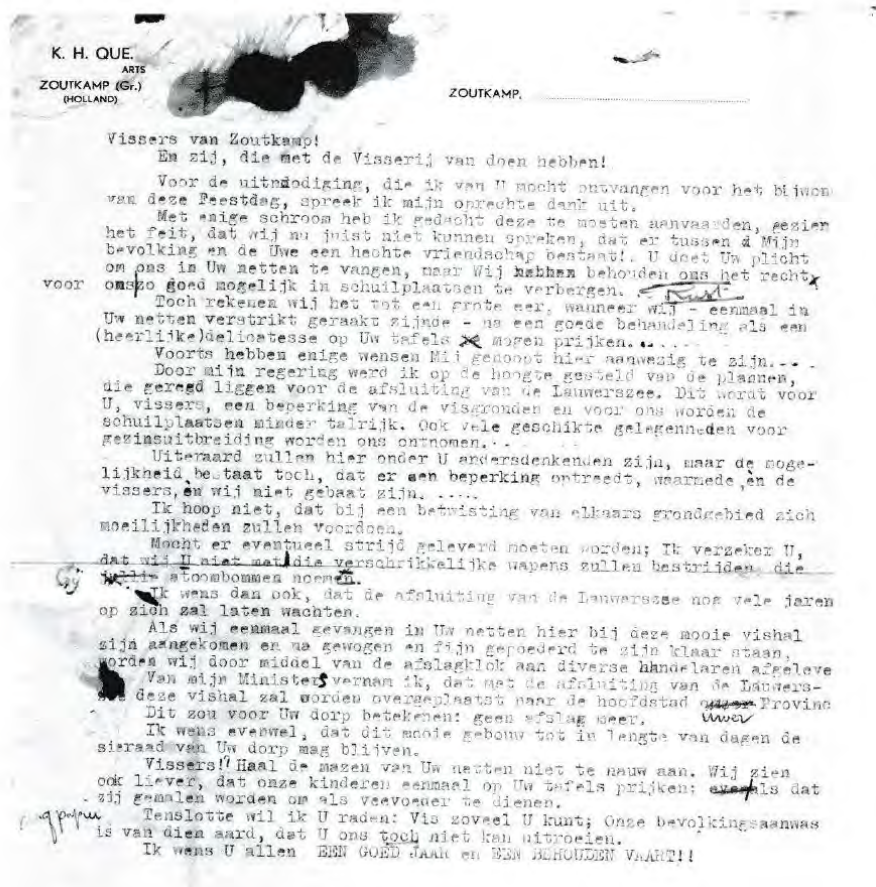 K. H. QUE.
ARTS
ZOUTKAMP (Gr.)
(HOLLAND)
ZOUTKAMP,
Vissers van Zoutkamp!
En zij, die met de Visserij van doen hebben!
Voor de uitnodiging, die ik van U mocht ontvangen voor het bijwon
van deze Feestdag, spreek ik mijn oprechte dank uit.
Met enige schroom heb ik gedacht deze te moeten aanvaarden, gezien
het feit, dat wij nu juist niet kunnen spreken, dat er tussen d Mijn
bevolking en de Uwe een hechte vriendschap bestaat!. U doet Uw plicht
om ons in Uw netten te vangen, maar Wij hebben behouden ons het recht
voor ons zo goed mogelijk in schuilplaatsen te verbergen. . Rust
Toch rekenen wij het tot een grote eer, wanneer wij - eenmaal in
Uw netten verstrikt geraakt zijnde - na een goede behandeling als een
(heerlijke)delicatesse op Uw tafels mogen prijken. . .....
Voorts hebben enige wensen Mij genoopt hier aanwezig te zijn....
Door mijn regering werd ik op de hoogte gesteld van de plannen,
die gereed liggen voor de afsluiting van de Lauwerszee. Dit wordt voor
U, vissers, een beperking van de visgronden en voor ons worden de
schuilplaatsen minder talrijk. Ook vele geschikte gelegenheden voor
gezinsuitbreiding worden ons ontnomen. . .
Uiteraard zullen hier onder U andersdenkenden zijn, maar de moge-
lijkheid bestaat toch, dat er een beperking optreedt, waarmede èn de
vissers, èn wij niet gebaat zijn. .....
Ik hoop niet, dat bij een betwisting van elkaars grondgebied zich
moeilijkheden zullen voordoen.
Mocht er eventueel strijd geleverd moeten worden; Ik verzeker U,
dat wij U niet met die verschrikkelijke wapens zullen bestrijden, die
Gij atoombommen noemen.
Ik wens dan ook, dat de afsluiting van de Lauwerszee nog vele jaren
op zich zal laten wachten.
Als wij eenmaal gevangen in Uw netten hier bij deze mooie vishal
zijn aangekomen en na gewogen en fijn gepoederd te zijn klaar staan,
worden wij door middel van de afslagklok aan diverse handelaren afgeleve
Van mijn Ministers vernam ik, dat met de afsluiting van de Lauwers-
deze vishal zal worden overgeplaatst naar de hoofdstad Uwer Provinc
Dit zou voor Uw dorp betekenen: geen afslag meer.
Ik wens evenwel, dat dit mooie gebouw tot in lengte van dagen de
sieraad van Uw dorp mag blijven.
Vissers!? Haal de mazen van Uw netten niet te nauw aan. Wij zien
ook liever, dat onze kinderen eenmaal op Uw tafels prijken: als dat
zij gemalen worden om als veevoeder te dienen.
Tenslotte wil ik U raden: Vis zoveel U kunt; Onze bevolkingsaanwas
is van dien aard, dat U ons toch niet kan uitroeien.
Ik wens U allen EEN GOED JAAR en EEN BEHOUDEN VAART!!